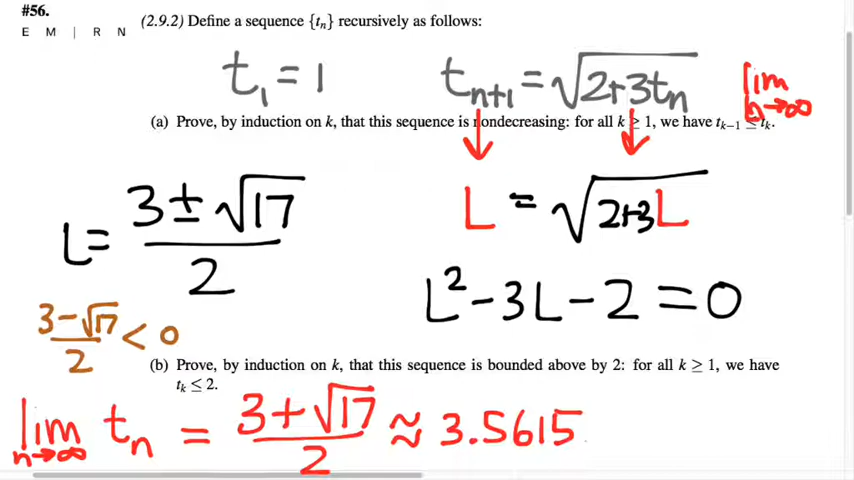 #56.
E M | R N
(2.9.2) Define a sequence {tₙ} recursively as follows:
t₁ = 1
tₙ₊₁ = √(2+3tₙ)
lim n→∞
(a) Prove, by induction on k, that this sequence is nondecreasing: for all k ≥ 1, we have tₖ₋₁ ≤ tₖ.
L = (3 ± √17)/2
L = √(2+3L)
L² - 3L - 2 = 0
(3 - √17)/2 < 0
(b) Prove, by induction on k, that this sequence is bounded above by 2: for all k ≥ 1, we have
tₖ ≤ 2.
lim n→∞ tₙ = (3 + √17)/2 ≈ 3.5615